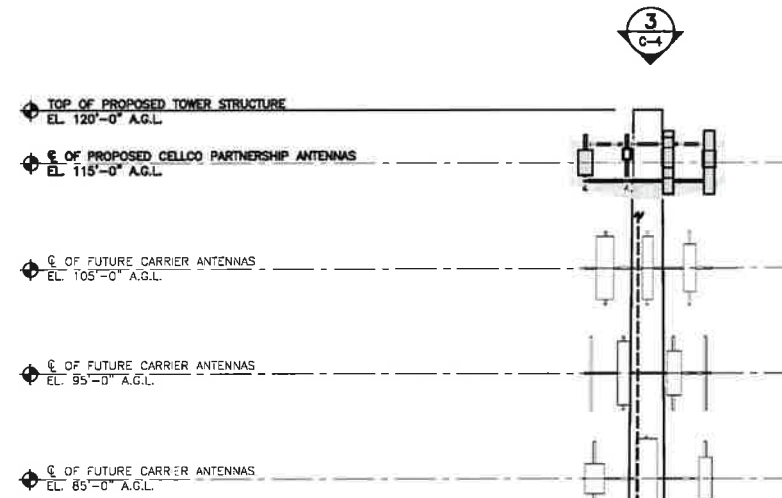 3
C-4
TOP OF PROPOSED TOWER STRUCTURE
EL. 120'-0" A.G.L.
℄ OF PROPOSED CELLCO PARTNERSHIP ANTENNAS
EL. 115'-0" A.G.L.
℄ OF FUTURE CARRIER ANTENNAS
EL. 105'-0" A.G.L.
℄ OF FUTURE CARRIER ANTENNAS
EL. 95'-0" A.G.L.
℄ OF FUTURE CARRIER ANTENNAS
EL. 85'-0" A.G.L.